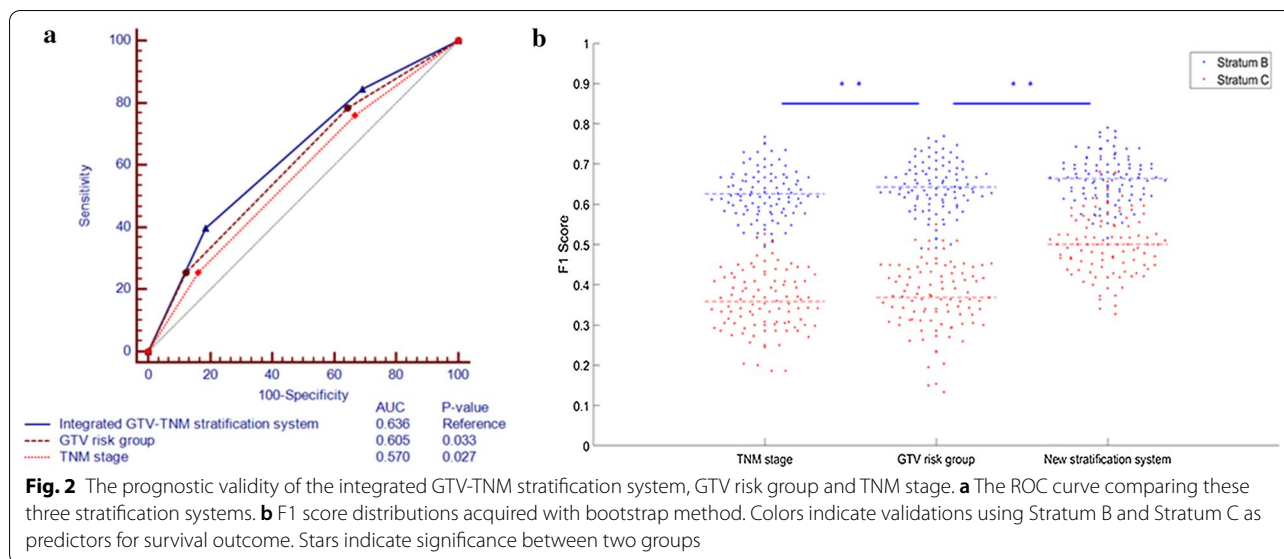 a
100
80
60
40
20
0
Sensitivity
0 20 40 60 80 100
100-Specificity
AUC P-value
Integrated GTV-TNM stratification system 0.636 Reference
GTV risk group 0.605 0.033
TNM stage 0.570 0.027
b
1
0.9
0.8
0.7
0.6
0.5
0.4
0.3
0.2
0.1
0
F1 Score
* * * *
Stratum B
Stratum C
TNM stage GTV risk group New stratification system
Fig. 2 The prognostic validity of the integrated GTV-TNM stratification system, GTV risk group and TNM stage. a The ROC curve comparing these
three stratification systems. b F1 score distributions acquired with bootstrap method. Colors indicate validations using Stratum B and Stratum C as
predictors for survival outcome. Stars indicate significance between two groups